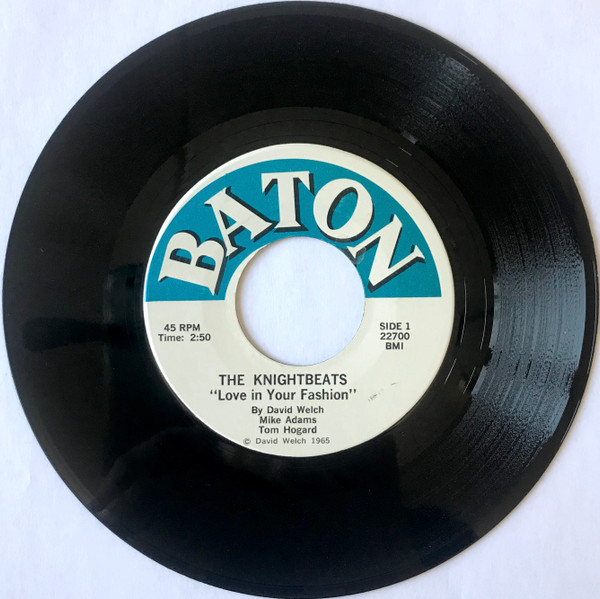 BATON
45 RPM
Time: 2:50
SIDE 1
22700
BMI
THE KNIGHTBEATS
"Love in Your Fashion"
By David Welch
Mike Adams
Tom Hogard
© David Welch 1965